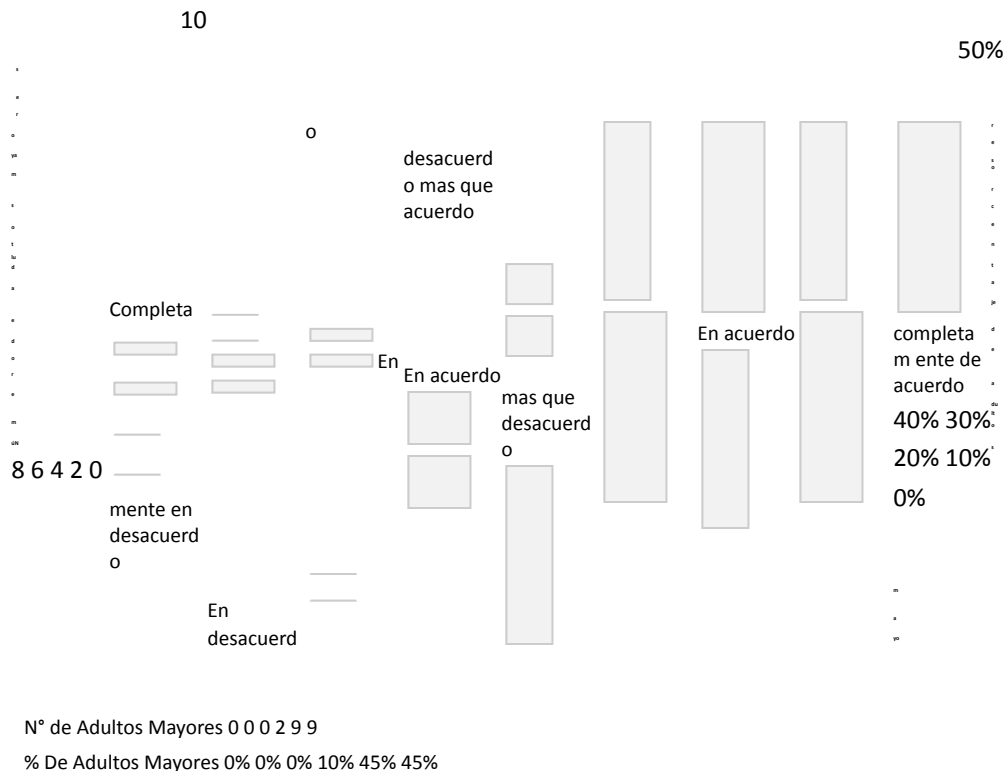 10
50%
o
desacuerd
o mas que
acuerdo
Completa
En
En acuerdo
mas que
desacuerd
o
En acuerdo
completa
m ente de
acuerdo
40% 30%
20% 10%
0%
8 6 4 2 0
mente en
desacuerd
o
En
desacuerd
m
a
yo
N° de Adultos Mayores 0 0 0 2 9 9
% De Adultos Mayores 0% 0% 0% 10% 45% 45%